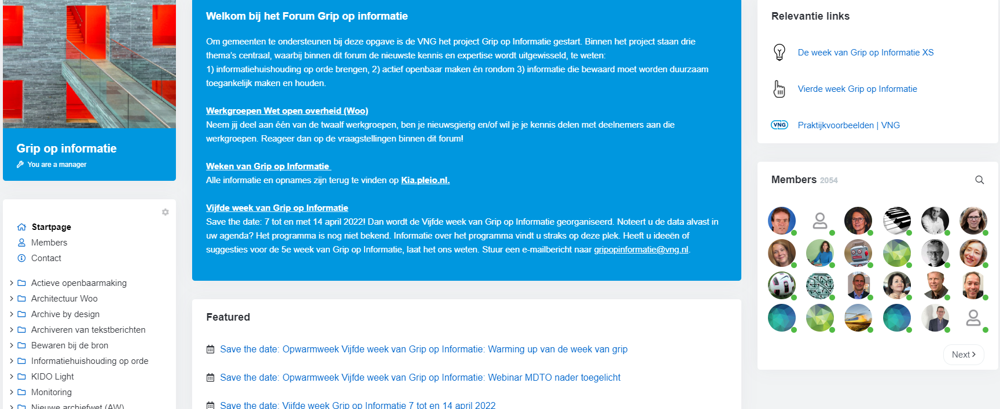 Grip op informatie
You are a manager
Startpage
Members
Contact
Actieve openbaarmaking
Architectuur Woo
Archive by design
Archiveren van tekstberichten
Bewaren bij de bron
Informatiehuishouding op orde
KIDO Light
Monitoring
Nieuwe archiefwet (AW)
Welkom bij het Forum Grip op informatie
Om gemeenten te ondersteunen bij deze opgave is de VNG het project Grip op Informatie gestart. Binnen het project staan drie
thema’s centraal, waarbij binnen dit forum de nieuwste kennis en expertise wordt uitgewisseld, te weten:
1) informatiehuishouding op orde brengen, 2) actief openbaar maken én rondom 3) informatie die bewaard moet worden duurzaam
toegankelijk maken en houden.
Werkgroepen Wet open overheid (Woo)
Neem jij deel aan één van de twaalf werkgroepen, ben je nieuwsgierig en/of wil je je kennis delen met deelnemers aan die
werkgroepen. Reageer dan op de vraagstellingen binnen dit forum!
Weken van Grip op Informatie
Alle informatie en opnames zijn terug te vinden op Kia.pleio.nl.
Vijfde week van Grip op Informatie
Save the date: 7 tot en met 14 april 2022! Dan wordt de Vijfde week van Grip op Informatie georganiseerd. Noteert u de data alvast in
uw agenda? Het programma is nog niet bekend. Informatie over het programma vindt u straks op deze plek. Heeft u ideeën of
suggesties voor de 5e week van Grip op Informatie, laat het ons weten. Stuur een e-mailbericht naar gripopinformatie@vng.nl.
Featured
Save the date: Opwarmweek Vijfde week van Grip op Informatie: Warming up van de week van grip
Save the date: Opwarmweek Vijfde week van Grip op Informatie: Webinar MDTO nader toegelicht
Save the date: Vijfde week Grip op Informatie 7 tot en 14 april 2022
Relevantie links
De week van Grip op Informatie XS
Vierde week Grip op Informatie
VNG Praktijkvoorbeelden | VNG
Members 2054
Next